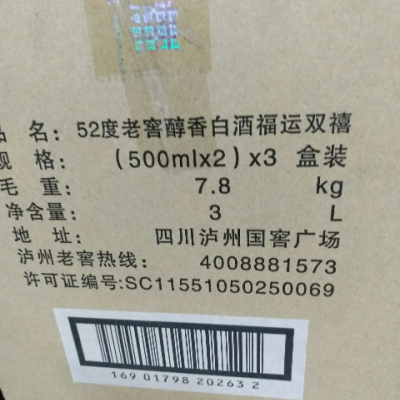 品 名：52度老窖醇香白酒福运双禧
规 格：(500mlx2)x3 盒装
毛 重： 7.8 kg
净含量： 3 L
地 址： 四川泸州国窖广场
泸州老窖热线：4008881573
许可证编号:SC11551050250069
169 01798 20263 2